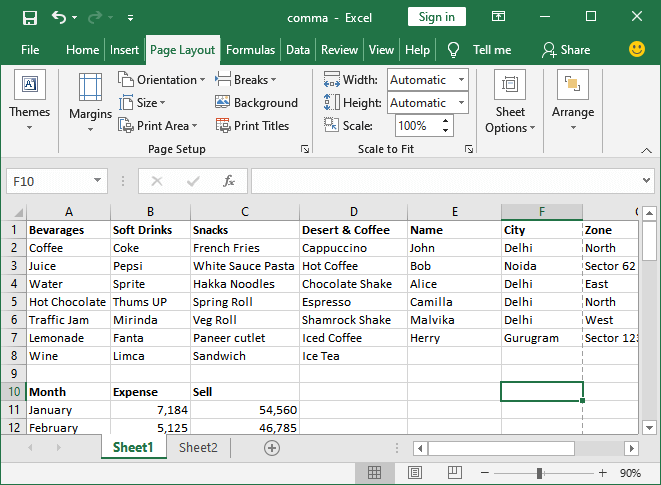 comma - Excel Sign in
File Home Insert Page Layout Formulas Data Review View Help Tell me Share
Themes
Margins
Orientation
Size
Print Area
Breaks
Background
Print Titles
Page Setup
Width: Automatic
Height: Automatic
Scale: 100%
Scale to Fit
Sheet Options
Arrange
F10 fx
A B C D E F
1 Bevarages Soft Drinks Snacks Desert & Coffee Name City Zone
2 Coffee Coke French Fries Cappuccino John Delhi North
3 Juice Pepsi White Sauce Pasta Hot Coffee Bob Noida Sector 62
4 Water Sprite Hakka Noodles Chocolate Shake Alice Delhi East
5 Hot Chocolate Thums UP Spring Roll Espresso Camilla Delhi North
6 Traffic Jam Mirinda Veg Roll Shamrock Shake Malvika Delhi West
7 Lemonade Fanta Paneer cutlet Iced Coffee Herry Gurugram Sector
8 Wine Limca Sandwich Ice Tea
9
10 Month Expense Sell
11 January 7,184 54,560
12 February 5,125 46,785
Sheet1 Sheet2
90%